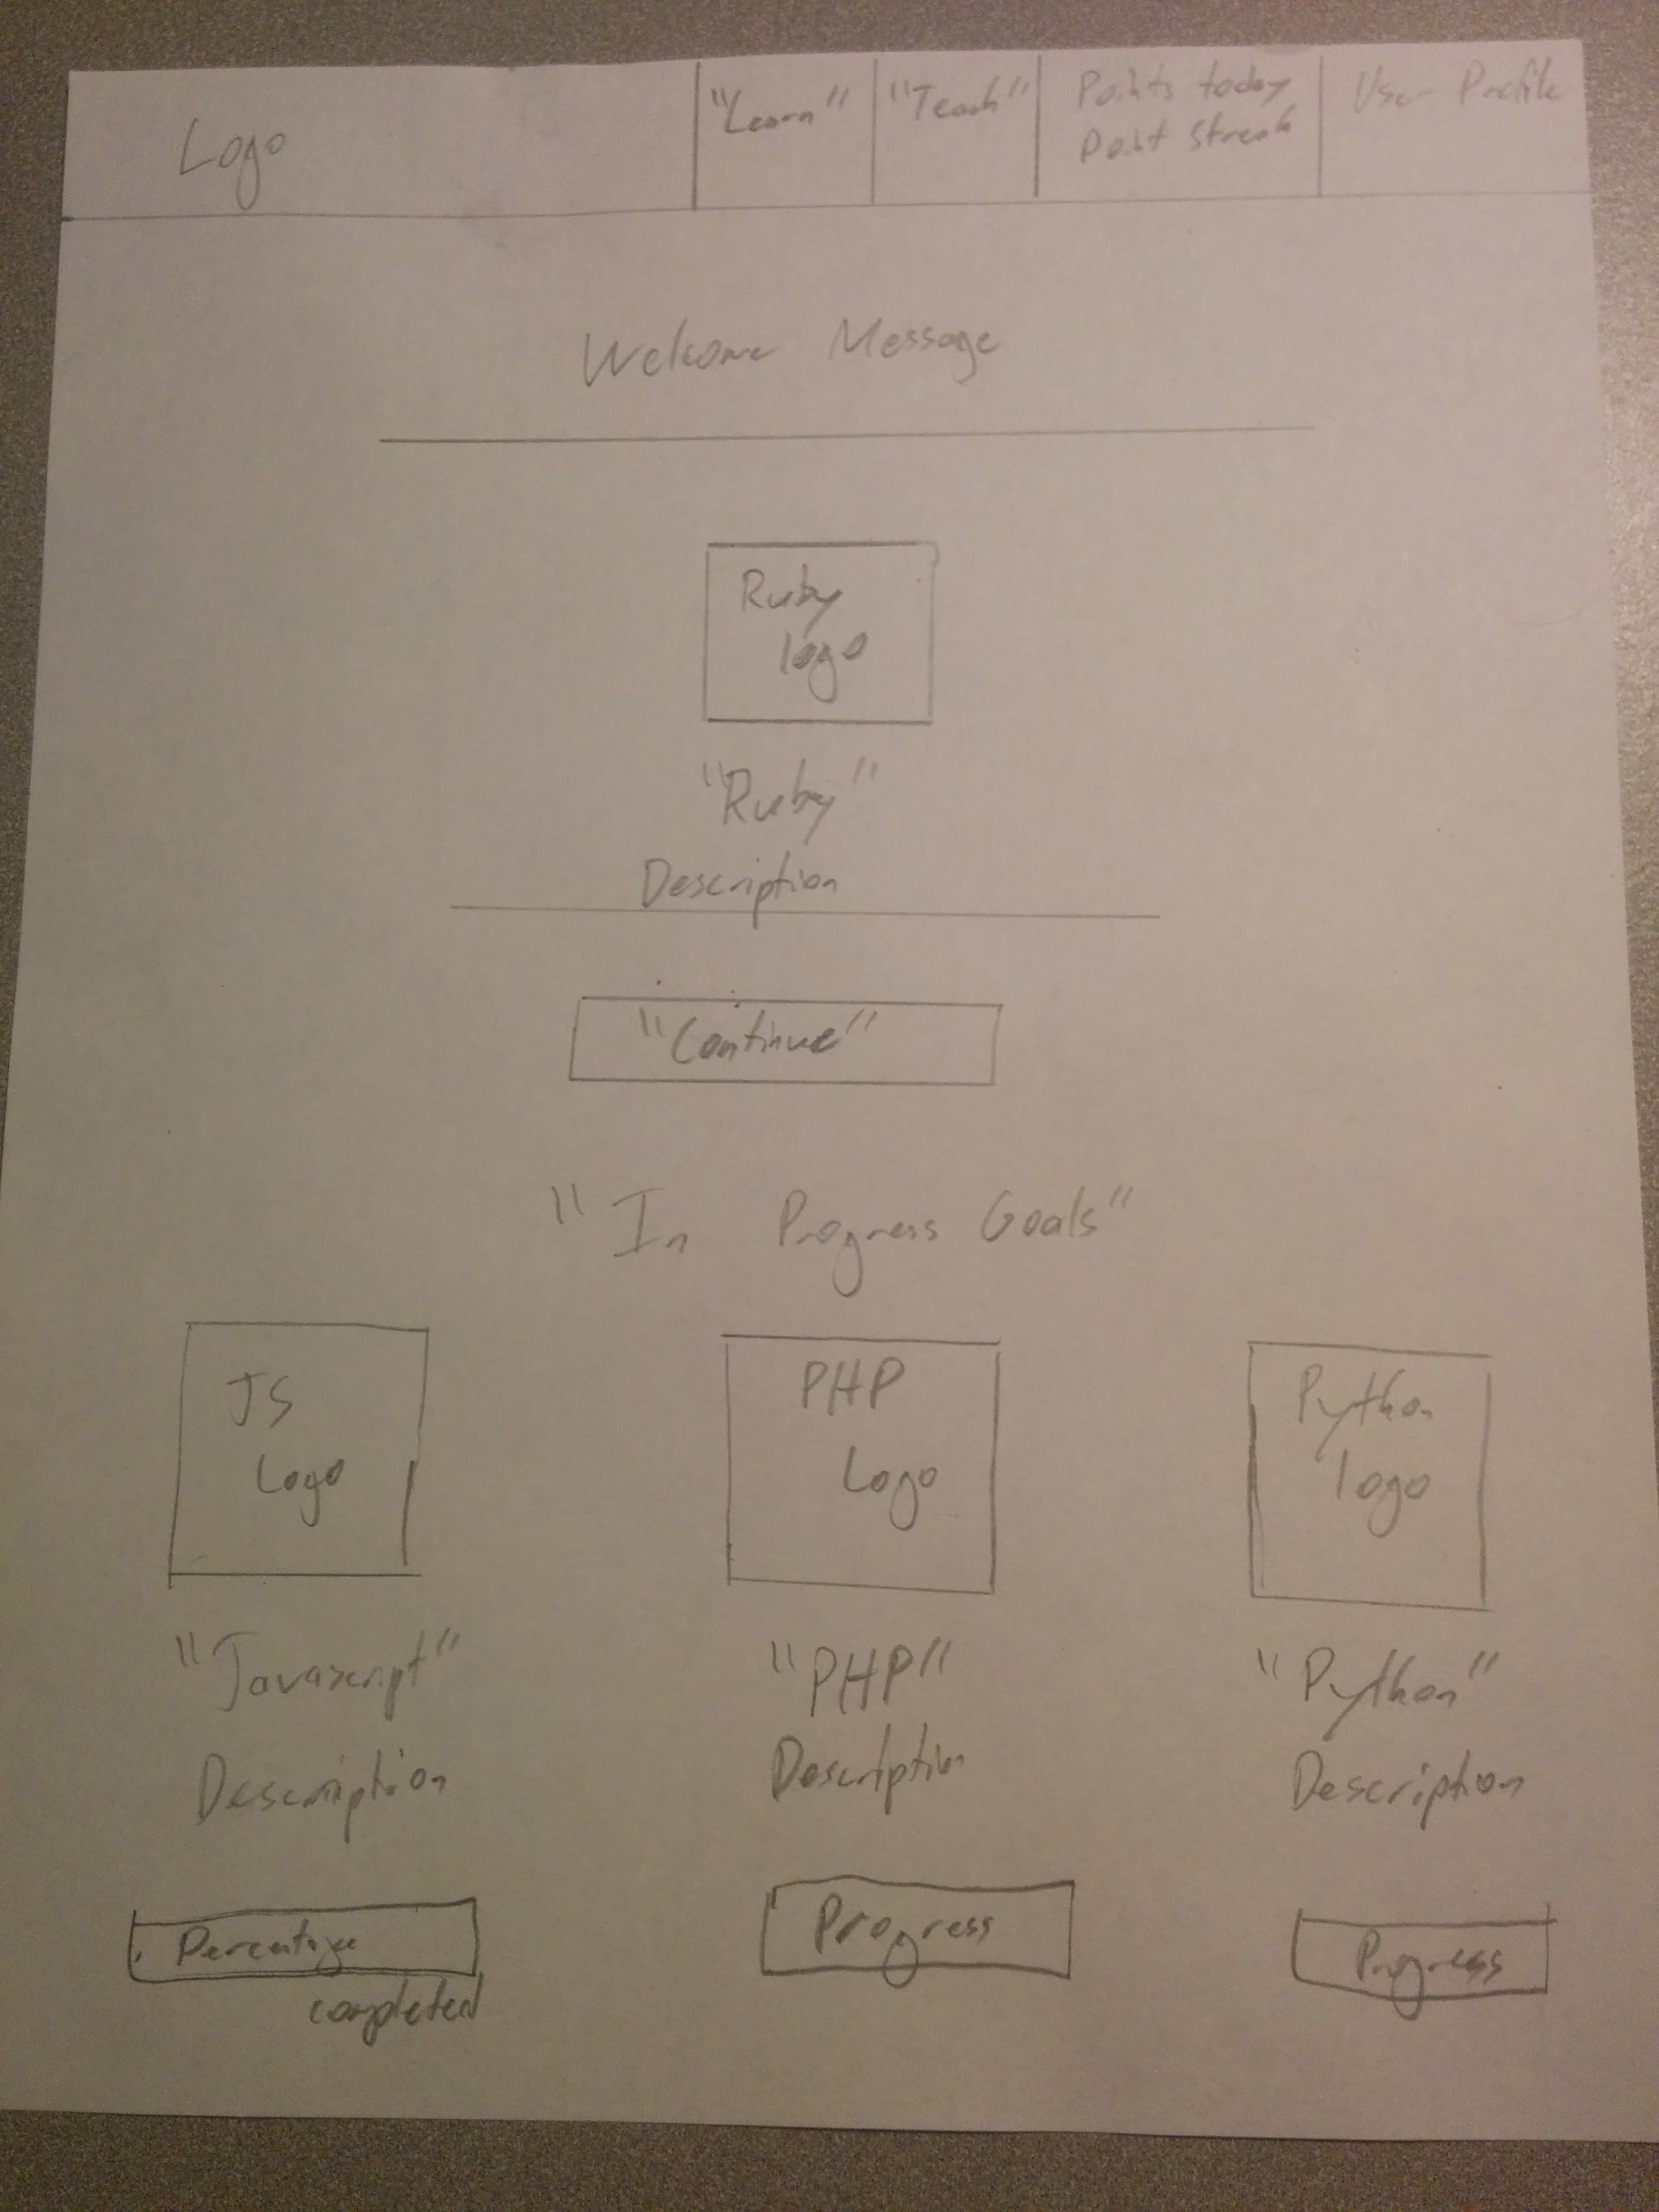 Logo
"Learn"
"Teach"
Points today
Point Streak
User Profile
Welcome Message
Ruby
logo
"Ruby"
Description
"Continue"
"In Progress Goals"
JS
Logo
PHP
Logo
Python
logo
"Javascript"
"PHP"
"Python"
Description
Description
Description
Percentage
completed
Progress
Progress